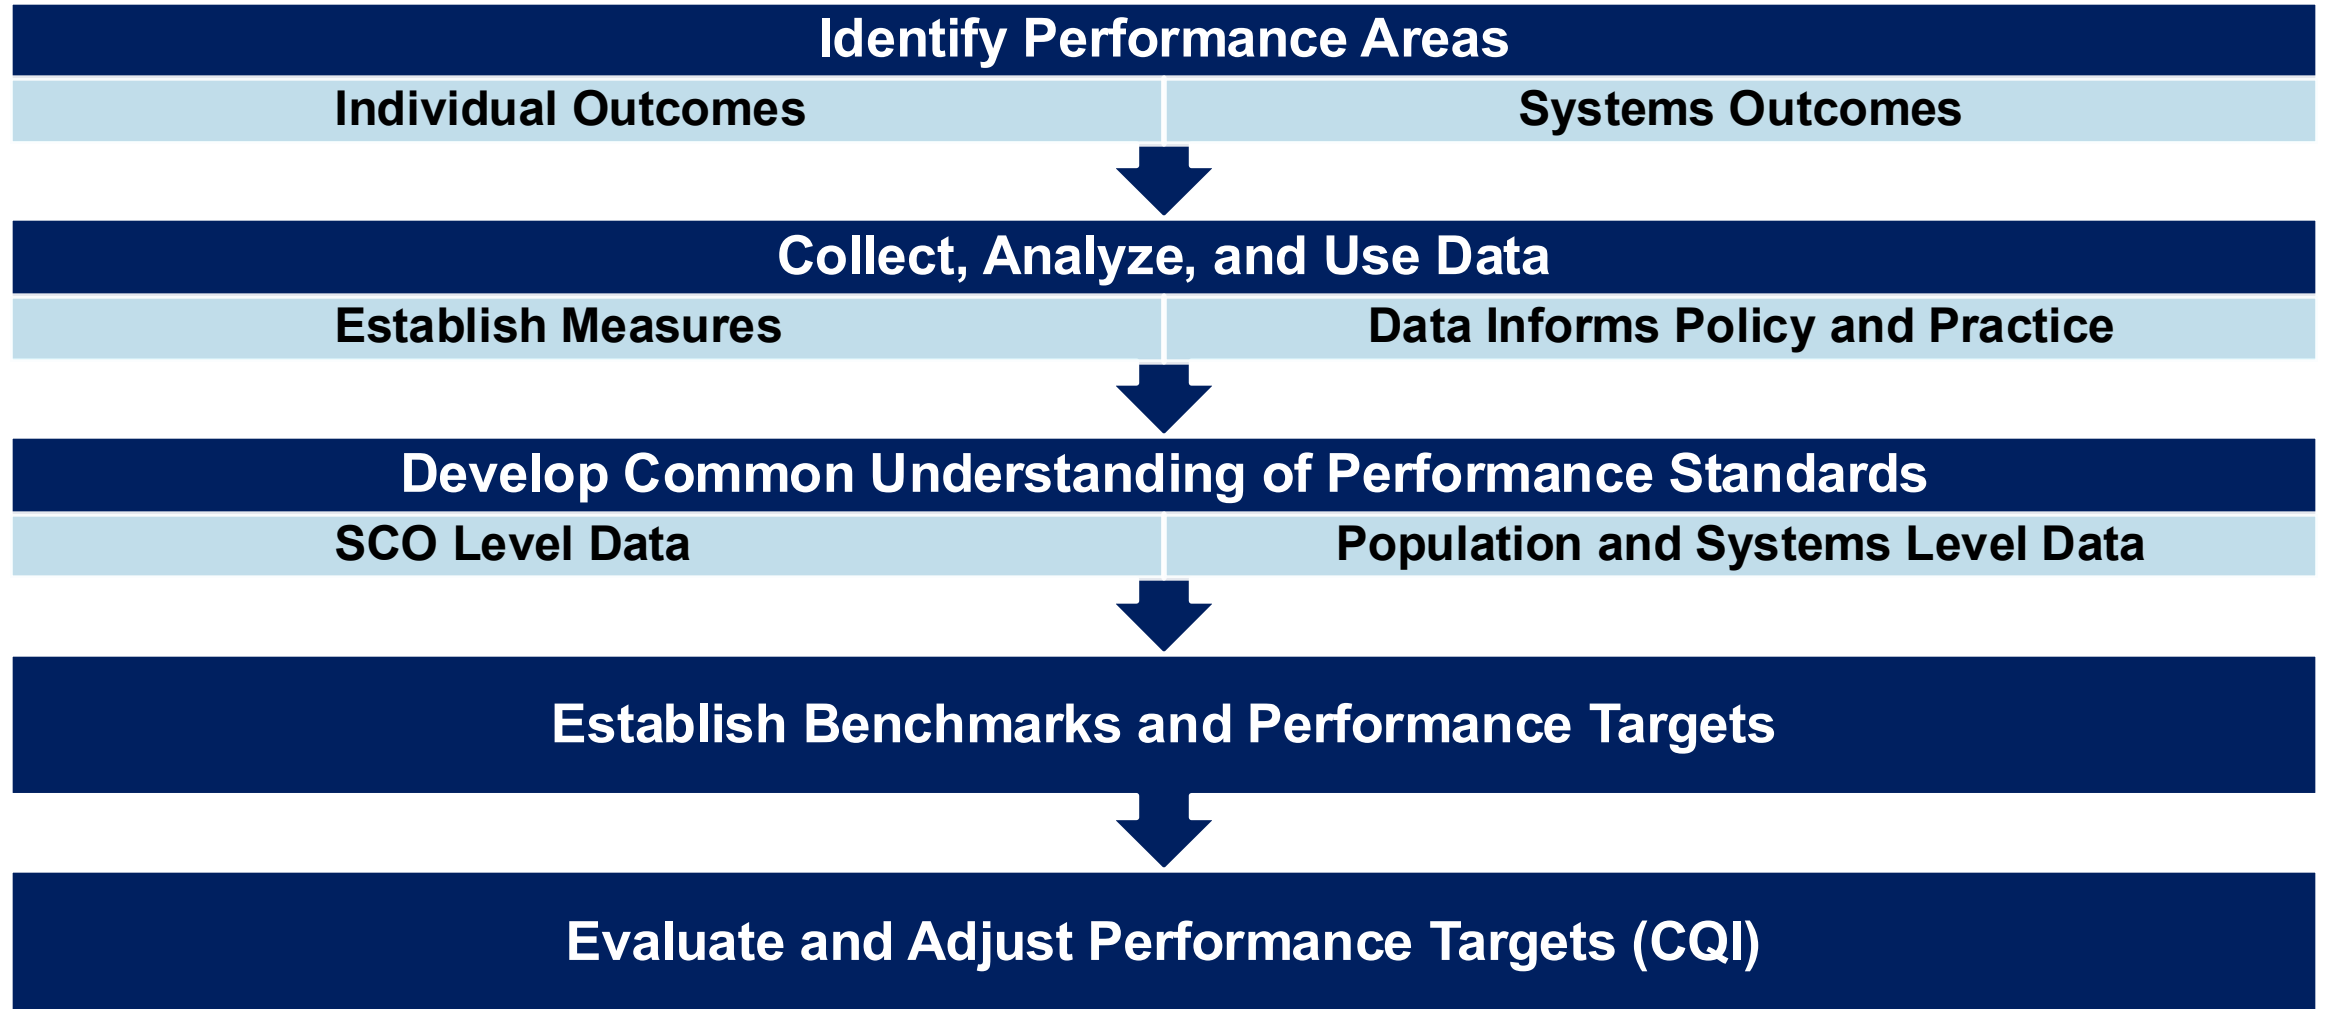 Identify Performance Areas
Individual Outcomes
Systems Outcomes
Collect, Analyze, and Use Data
Establish Measures
Data Informs Policy and Practice
Develop Common Understanding of Performance Standards
SCO Level Data
Population and Systems Level Data
Establish Benchmarks and Performance Targets
Evaluate and Adjust Performance Targets (CQI)